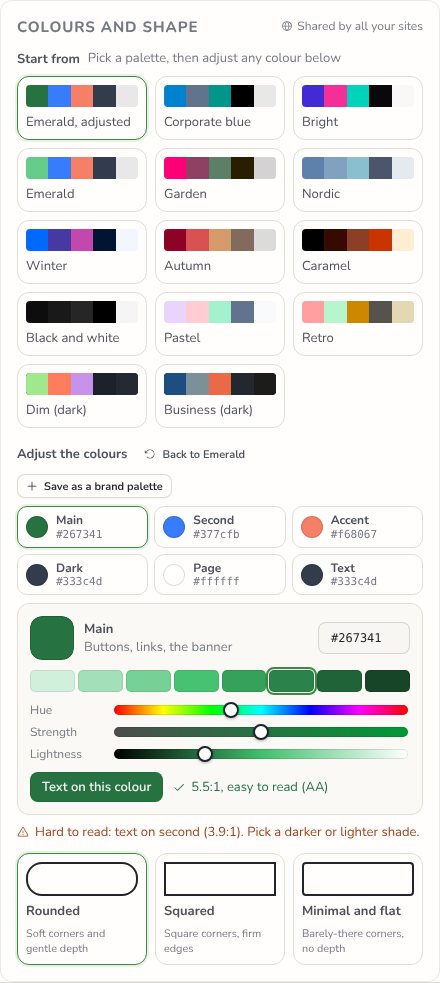 COLOURS AND SHAPE
Shared by all your sites
Start from Pick a palette, then adjust any colour below
Emerald, adjusted
Corporate blue
Bright
Emerald
Garden
Nordic
Winter
Autumn
Caramel
Black and white
Pastel
Retro
Dim (dark)
Business (dark)
Adjust the colours
Back to Emerald
Save as a brand palette
Main
#267341
Second
#377cfb
Accent
#f68067
Dark
#333c4d
Page
#ffffff
Text
#333c4d
Main
Buttons, links, the banner
#267341
Hue
Strength
Lightness
Text on this colour
5.5:1, easy to read (AA)
Hard to read: text on second (3.9:1). Pick a darker or lighter shade.
Rounded
Soft corners and
gentle depth
Squared
Square corners, firm
edges
Minimal and flat
Barely-there corners,
no depth